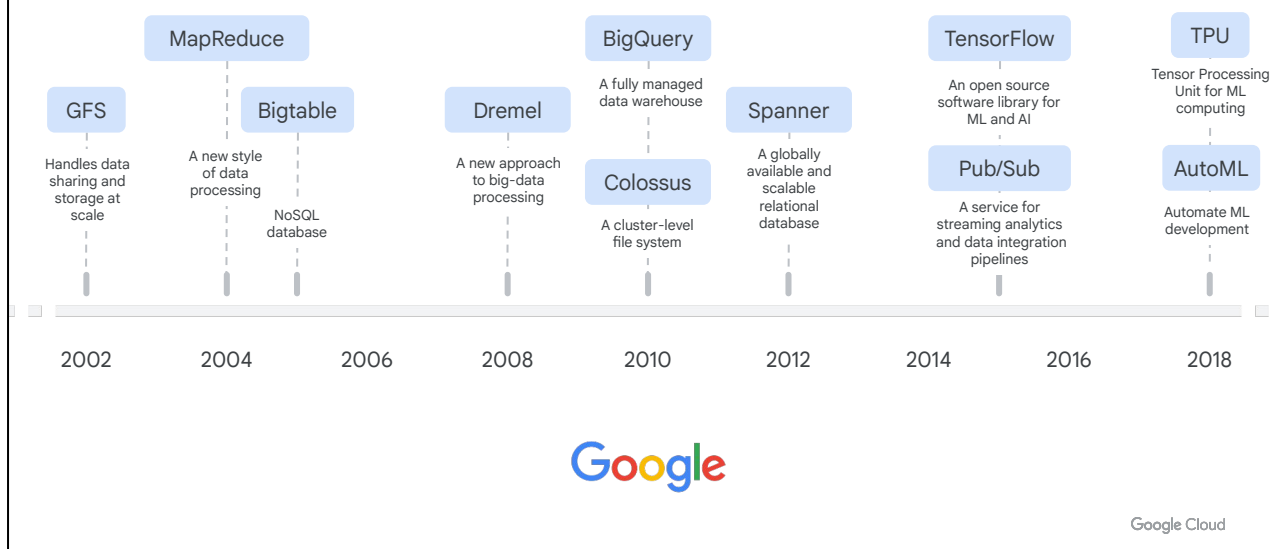 MapReduce
BigQuery
TensorFlow
TPU
A fully managed
data warehouse
An open source
software library for
ML and AI
Tensor Processing
Unit for ML
computing
GFS
Bigtable
Dremel
Spanner
Handles data
sharing and
storage at
scale
A new style
of data
processing
NoSQL
database
A new approach
to big-data
processing
Colossus
A cluster-level
file system
A globally
available and
scalable
relational
database
Pub/Sub
A service for
streaming analytics
and data integration
pipelines
AutoML
Automate ML
development
2002
2004
2006
2008
2010
2012
2014
2016
2018
Google
Google Cloud